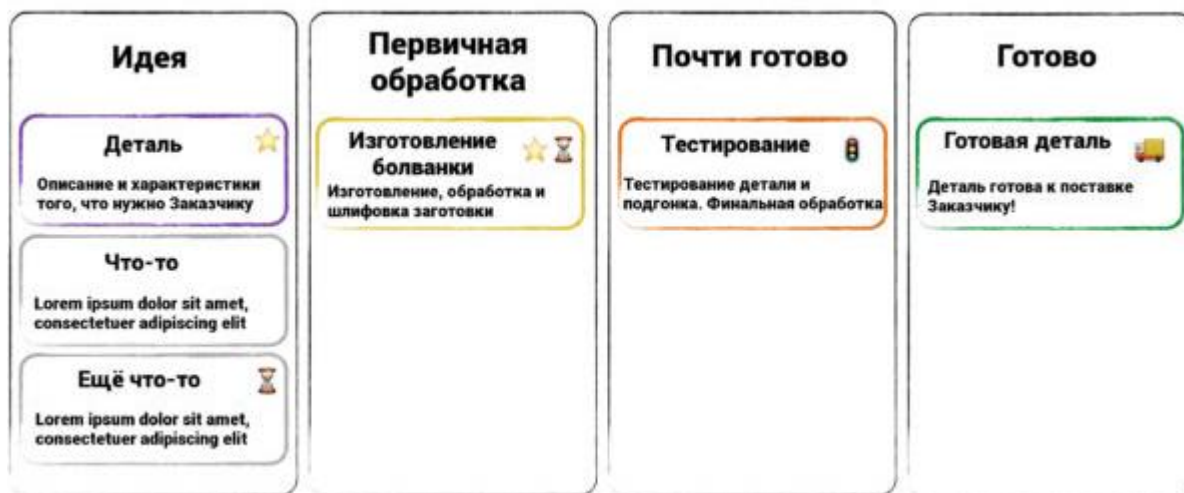 Идея
Деталь
Описание и характеристики
того, что нужно Заказчику
Что-то
Lorem ipsum dolor sit amet,
consectetuer adipiscing elit
Ещё что-то
Lorem ipsum dolor sit amet,
consectetuer adipiscing elit
Первичная
обработка
Изготовление
болванки
Изготовление, обработка и
шлифовка заготовки
Почти готово
Тестирование
Тестирование детали и
подгонка. Финальная обработка
Готово
Готовая деталь
Деталь готова к поставке
Заказчику!